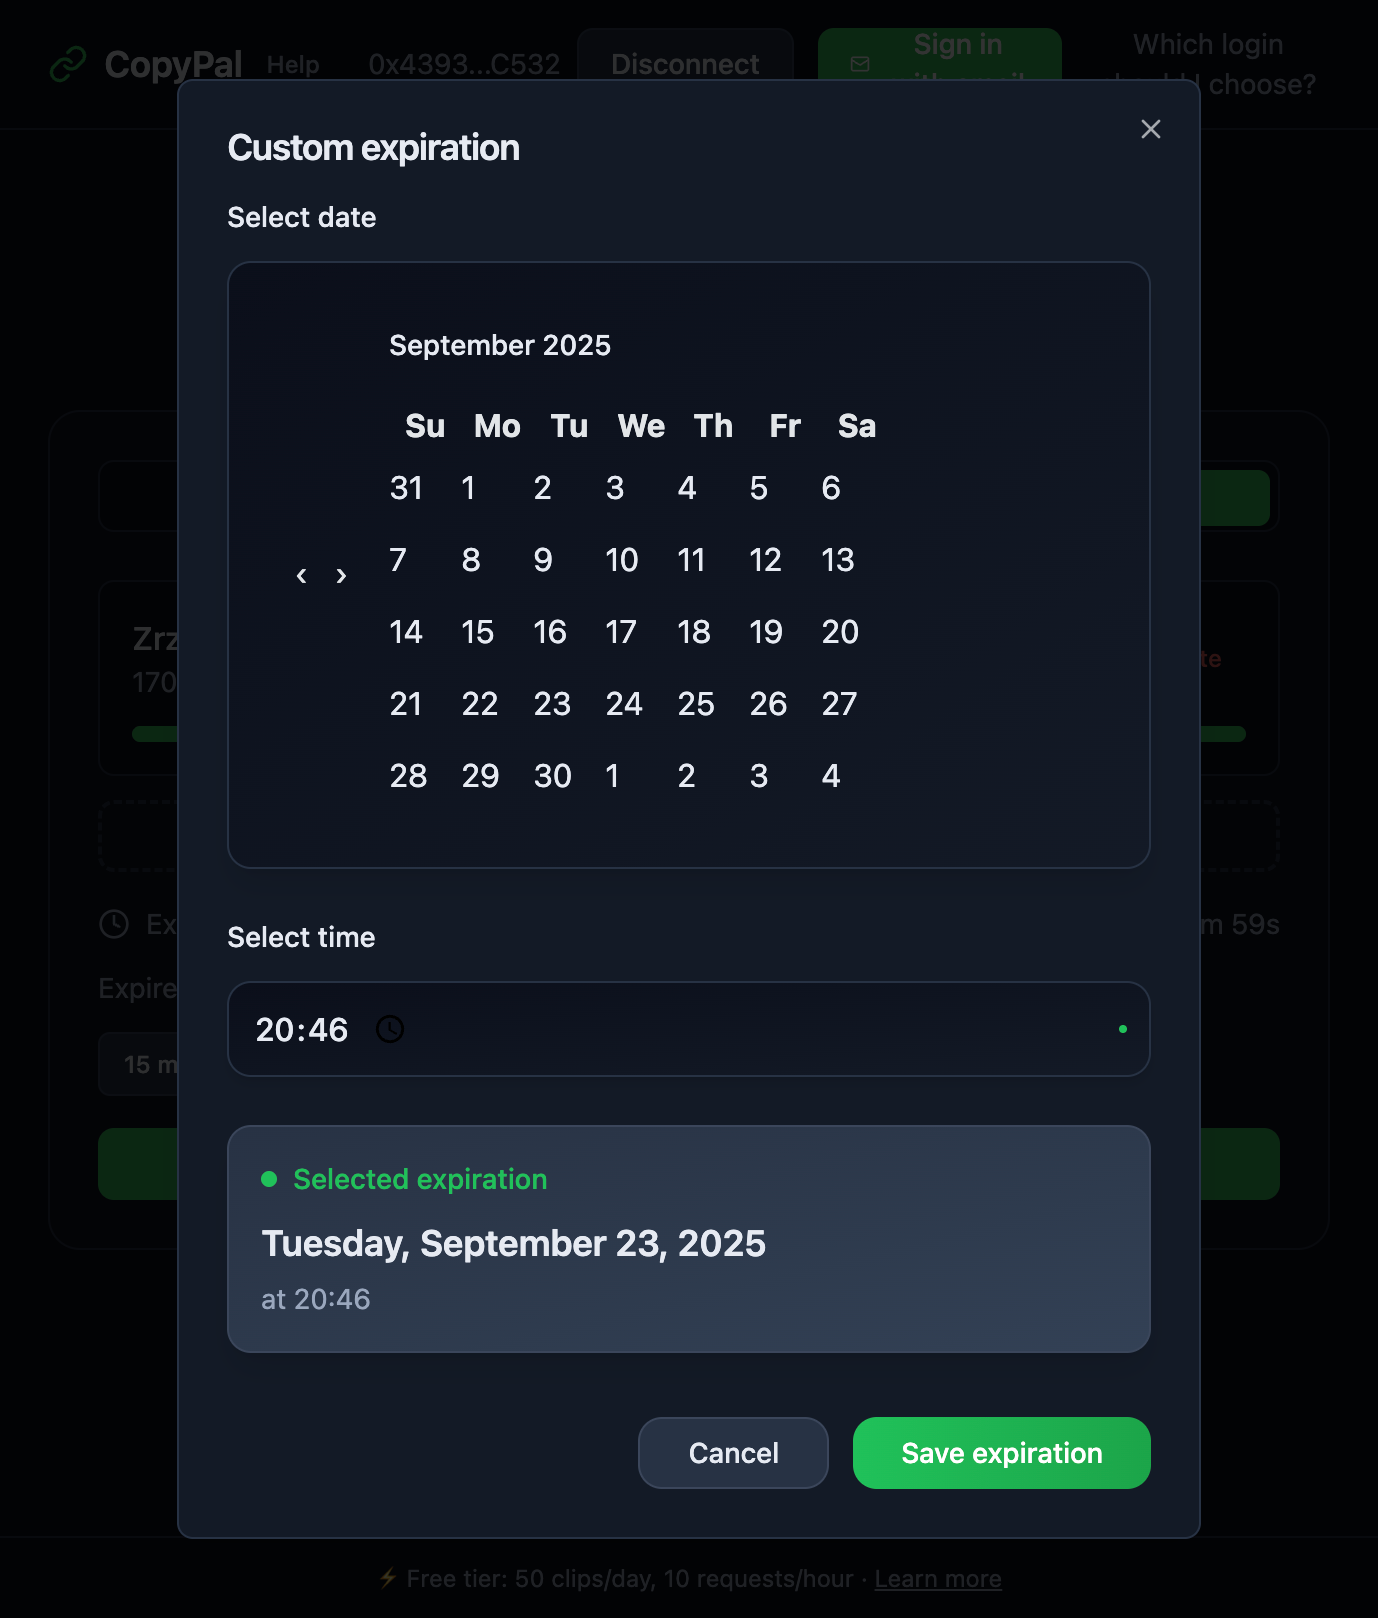 CopyPal Help 0x4393...C532 Disconnect
Sign in
Which login
choose?
Custom expiration
Select date
September 2025
Su Mo Tu We Th Fr Sa
31 1 2 3 4 5 6
7 8 9 10 11 12 13
‹ ›
14 15 16 17 18 19 20
21 22 23 24 25 26 27
28 29 30 1 2 3 4
Zrz
170
te
Ex
m 59s
Expire
15 m
Select time
20:46
Selected expiration
Tuesday, September 23, 2025
at 20:46
Cancel
Save expiration
⚡ Free tier: 50 clips/day, 10 requests/hour · Learn more